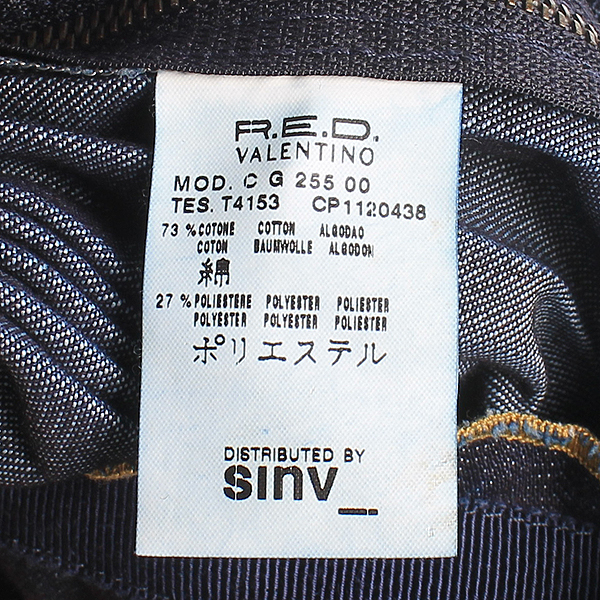 R.E.D.
VALENTINO
MOD. C G 255 00
TES. T4153 CP1120438
73 % COTONE COTTON ALGODAO
COTON BAUMWOLLE ALGODON
綿
27 % POLIESTERE POLYESTER POLIESTER
POLYESTER POLYESTER POLIESTER
ポリエステル
DISTRIBUTED BY
sinv_